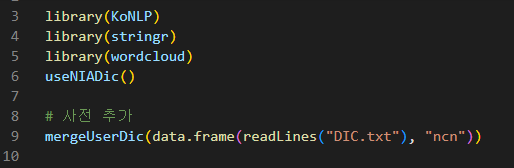 3 library(KoNLP)
4 library(stringr)
5 library(wordcloud)
6 useNIADic()
7
8 # 사전 추가
9 mergeUserDic(data.frame(readLines("DIC.txt"), "ncn"))
10